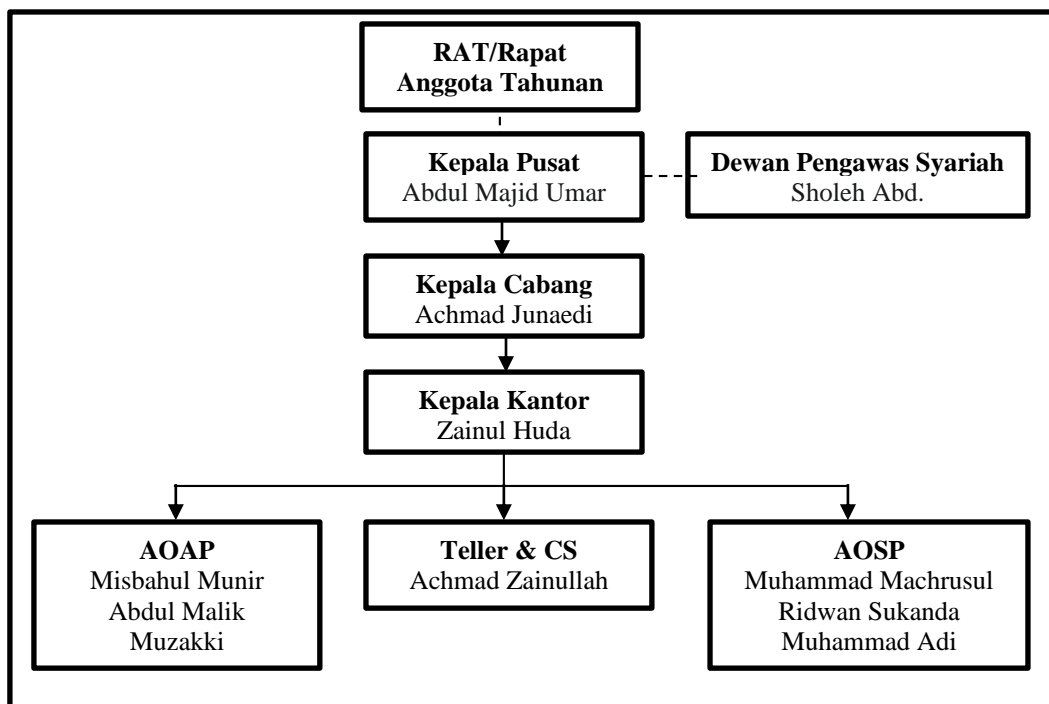 RAT/Rapat
Anggota Tahunan
Kepala Pusat
Abdul Majid Umar
Dewan Pengawas Syariah
Sholeh Abd.
Kepala Cabang
Achmad Junaedi
Kepala Kantor
Zainul Huda
AOAP
Misbahul Munir
Abdul Malik
Muzakki
Teller & CS
Achmad Zainullah
AOSP
Muhammad Machrusul
Ridwan Sukanda
Muhammad Adi